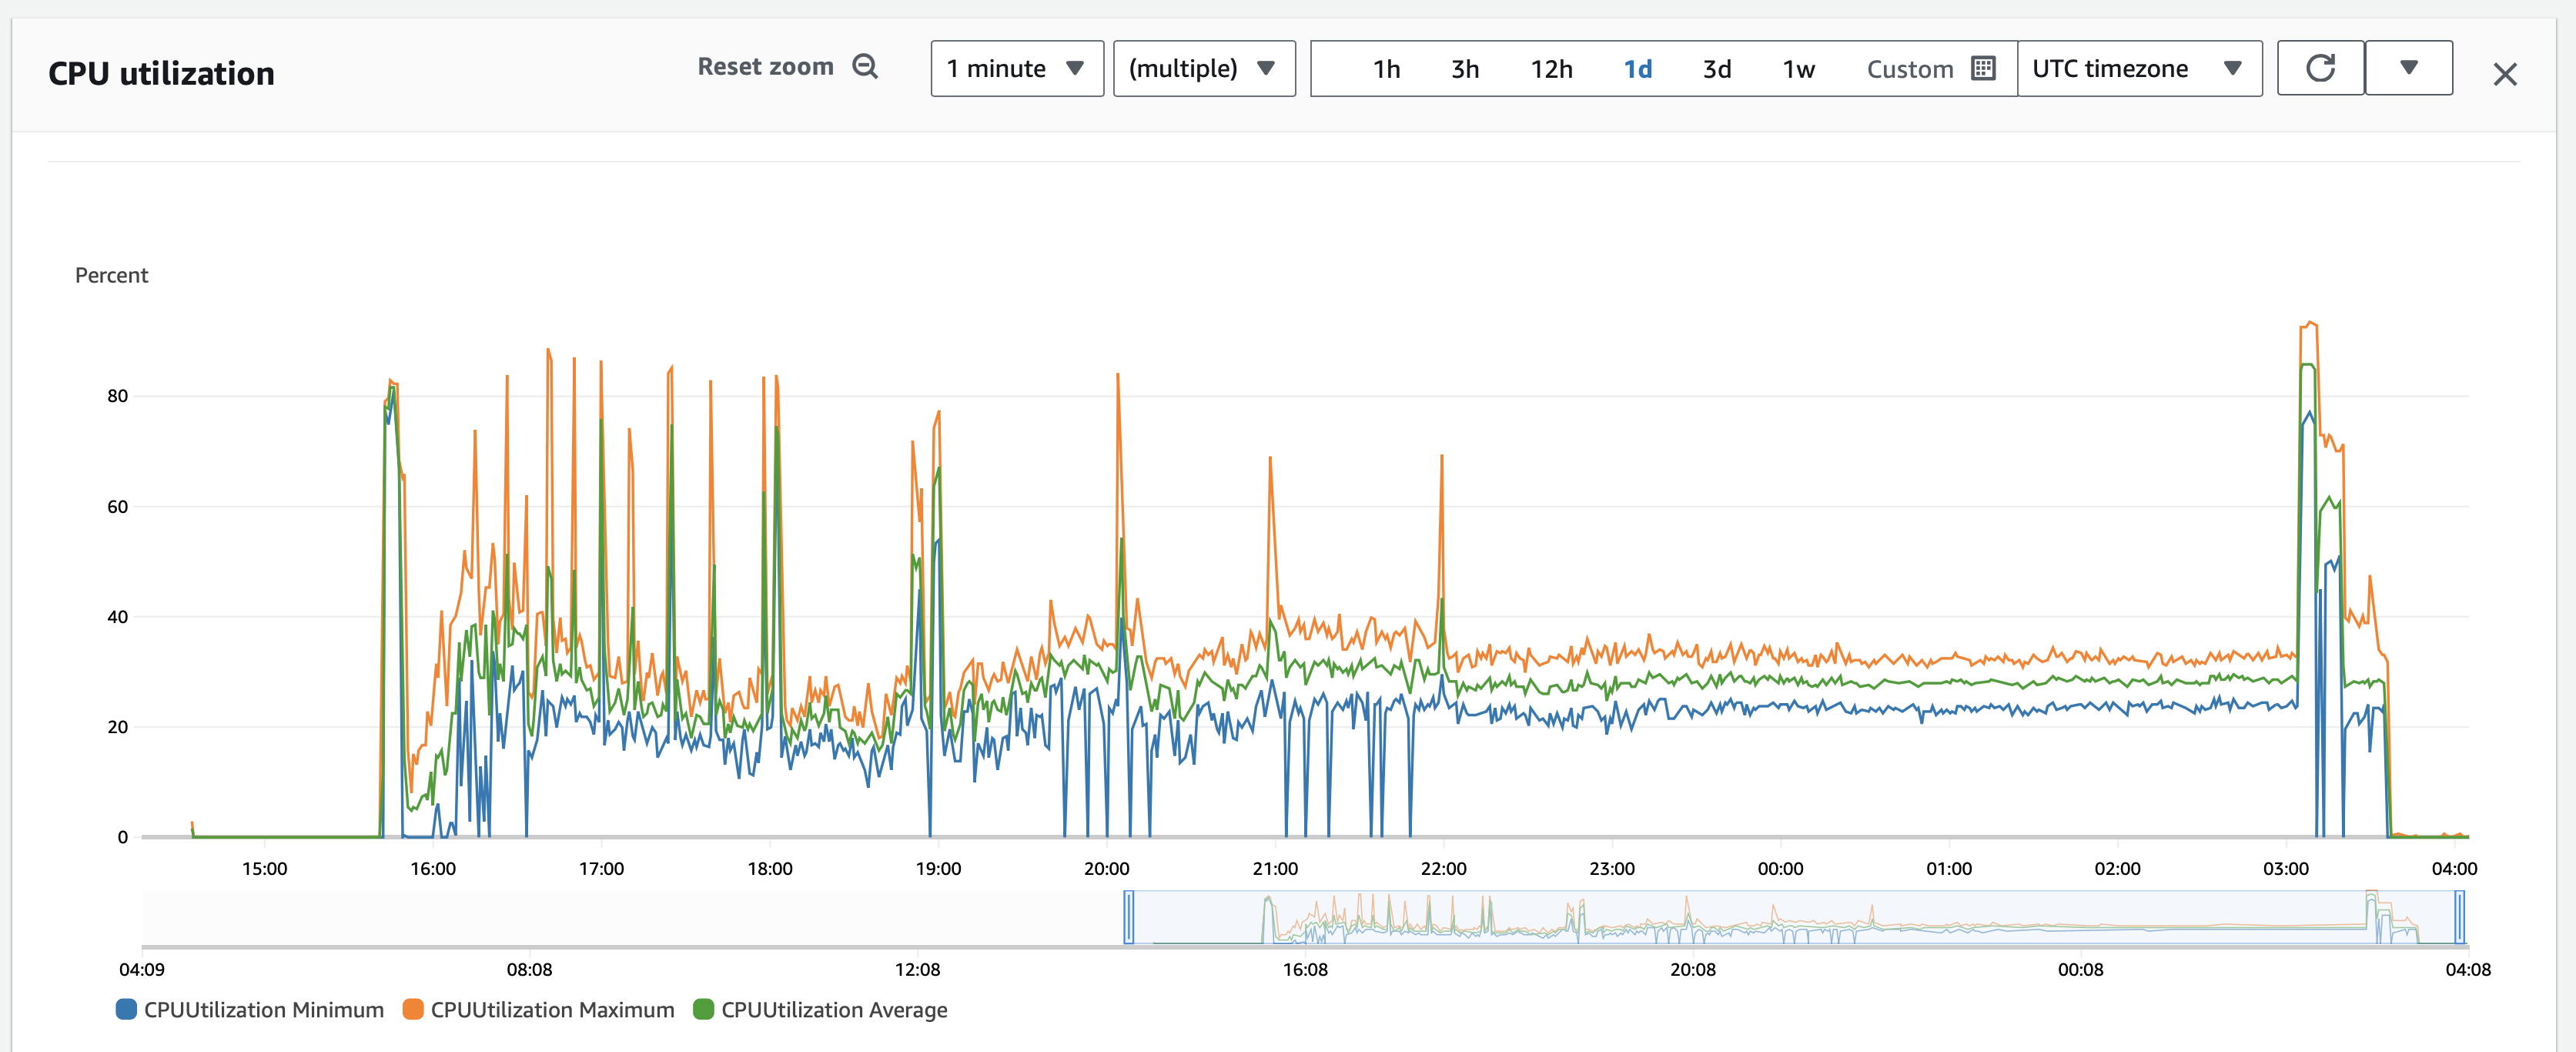 CPU utilization
Reset zoom
1 minute
(multiple)
1h 3h 12h 1d 3d 1w Custom
UTC timezone
Percent
80
60
40
20
0
15:00 16:00 17:00 18:00 19:00 20:00 21:00 22:00 23:00 00:00 01:00 02:00 03:00 04:00
04:09 08:08 12:08 16:08 20:08 00:08 04:08
CPUUtilization Minimum CPUUtilization Maximum CPUUtilization Average